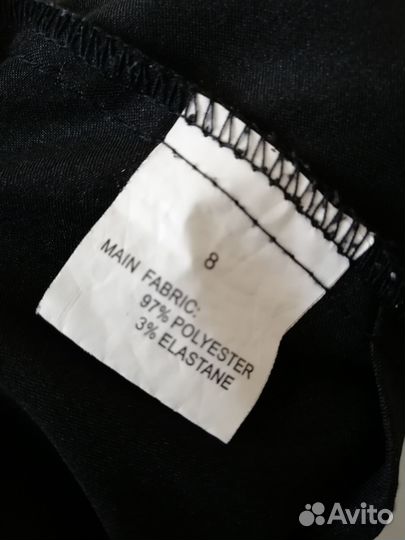 8
MAIN FABRIC:
97% POLYESTER
3% ELASTANE
Avito